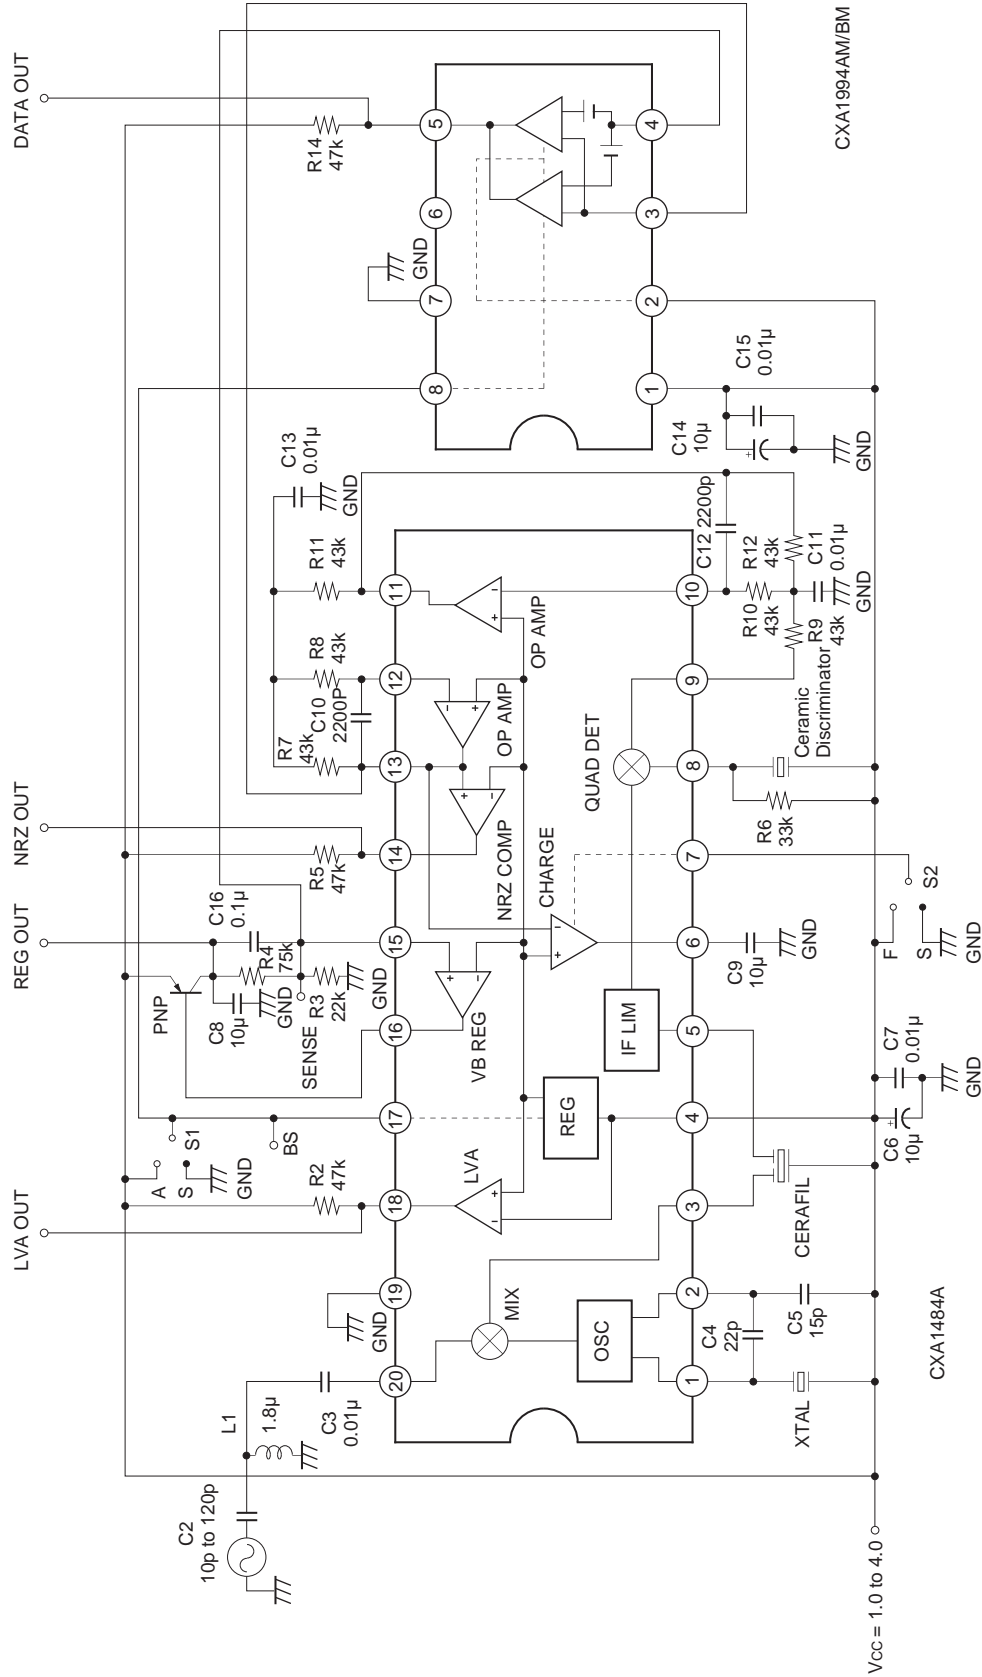 LVA OUT
REG OUT
NRZ OUT
DATA OUT
C2
10p to 120p
L1
1.8µ
C3
0.01µ
GND
A
S
S1
GND
BS
R2
47k
PNP
C8
10µ
GND
SENSE
R3
22k
GND
R4
75k
C16
0.1µ
R5
47k
R7
43k
C10
2200P
R8
43k
R11
43k
C13
0.01µ
GND
R14
47k
GND
20
19
18
17
16
15
14
13
12
11
8
7
6
5
MIX
OSC
LVA
+
–
REG
VB REG
+
–
IF LIM
CHARGE
+
–
NRZ COMP
+
–
QUAD DET
OP AMP
–
+
OP AMP
+
–
1
2
3
4
5
6
7
8
9
10
1
2
3
4
XTAL
C4
22p
C5
15p
CERAFIL
C6
10µ
+
C7
0.01µ
GND
C9
10µ
GND
F
S
S2
GND
R6
33k
Ceramic
Discriminator
R9
43k
R10
43k
R12
43k
C11
0.01µ
GND
C12 2200p
C14
10µ
+
C15
0.01µ
GND
VCC = 1.0 to 4.0
CXA1484A
CXA1994AM/BM